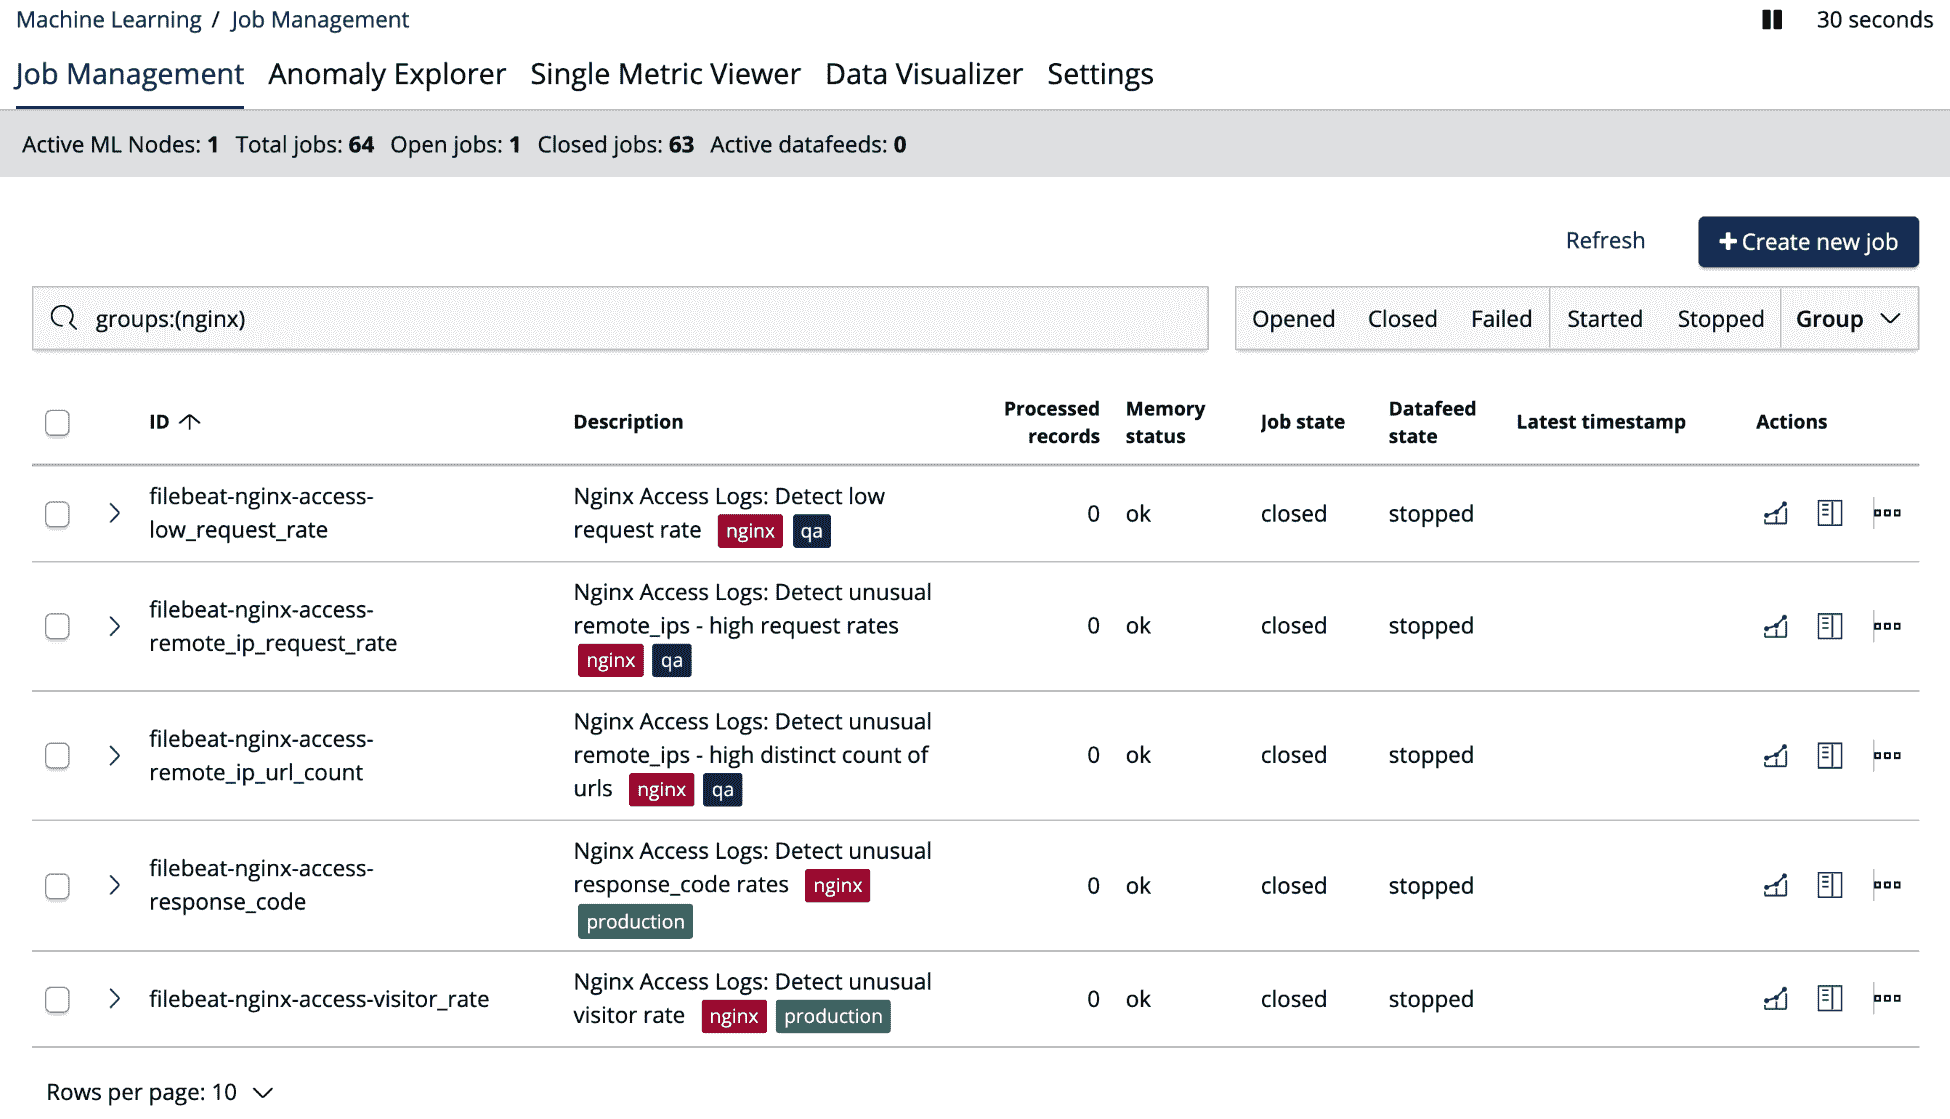 Machine Learning / Job Management
30 seconds
Job Management Anomaly Explorer Single Metric Viewer Data Visualizer Settings
Active ML Nodes: 1 Total jobs: 64 Open jobs: 1 Closed jobs: 63 Active datafeeds: 0
Refresh
Create new job
groups:(nginx)
Opened Closed Failed Started Stopped Group
ID Description Processed records Memory status Job state Datafeed state Latest timestamp Actions
filebeat-nginx-access-
low_request_rate
Nginx Access Logs: Detect low
request rate nginx qa
0 ok closed stopped
filebeat-nginx-access-
remote_ip_request_rate
Nginx Access Logs: Detect unusual
remote_ips - high request rates
nginx qa
0 ok closed stopped
filebeat-nginx-access-
remote_ip_url_count
Nginx Access Logs: Detect unusual
remote_ips - high distinct count of
urls nginx qa
0 ok closed stopped
filebeat-nginx-access-
response_code
Nginx Access Logs: Detect unusual
response_code rates nginx
production
0 ok closed stopped
filebeat-nginx-access-visitor_rate
Nginx Access Logs: Detect unusual
visitor rate nginx production
0 ok closed stopped
Rows per page: 10